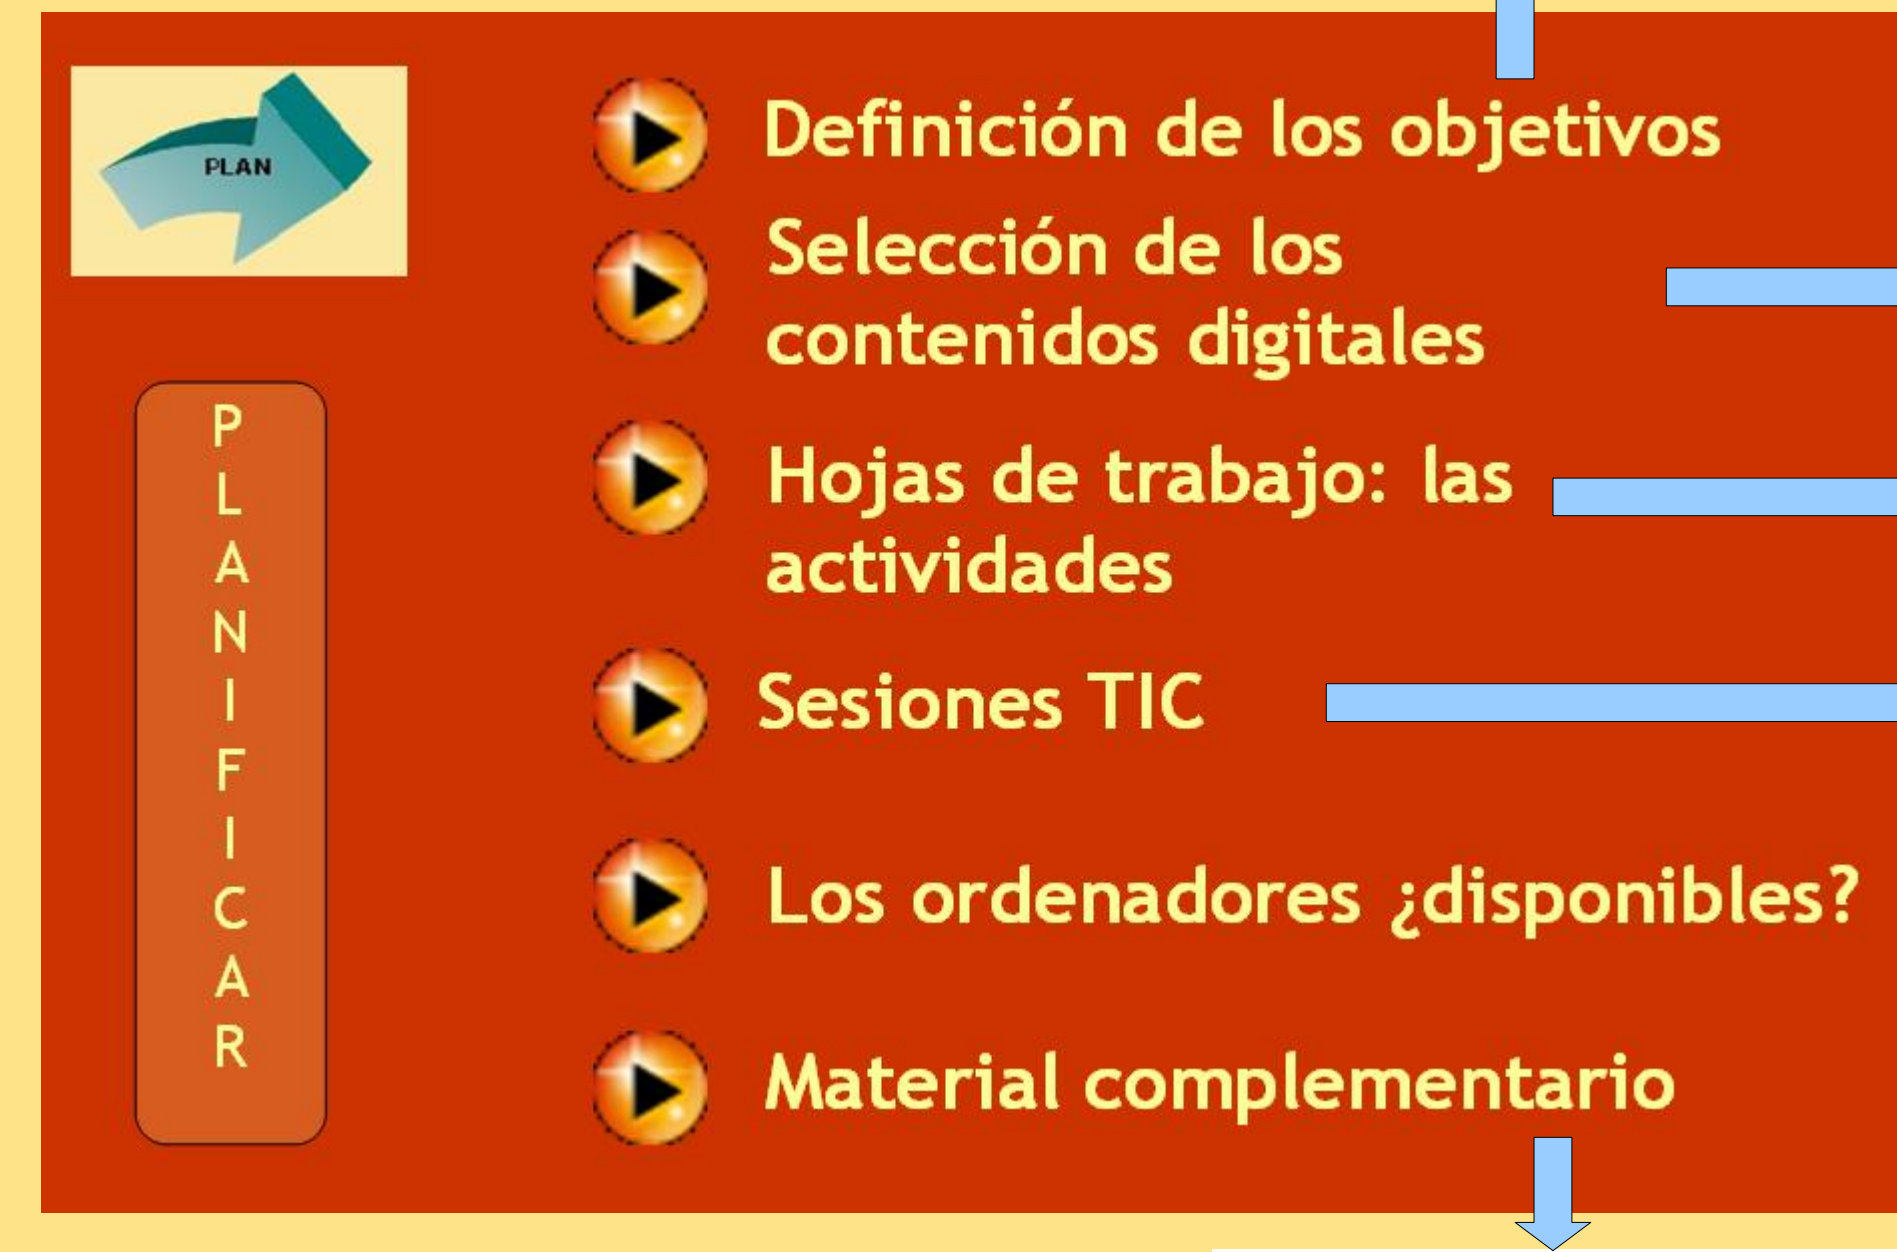 PLAN
PLANIFICAR
Definición de los objetivos
Selección de los
contenidos digitales
Hojas de trabajo: las
actividades
Sesiones TIC
Los ordenadores ¿disponibles?
Material complementario